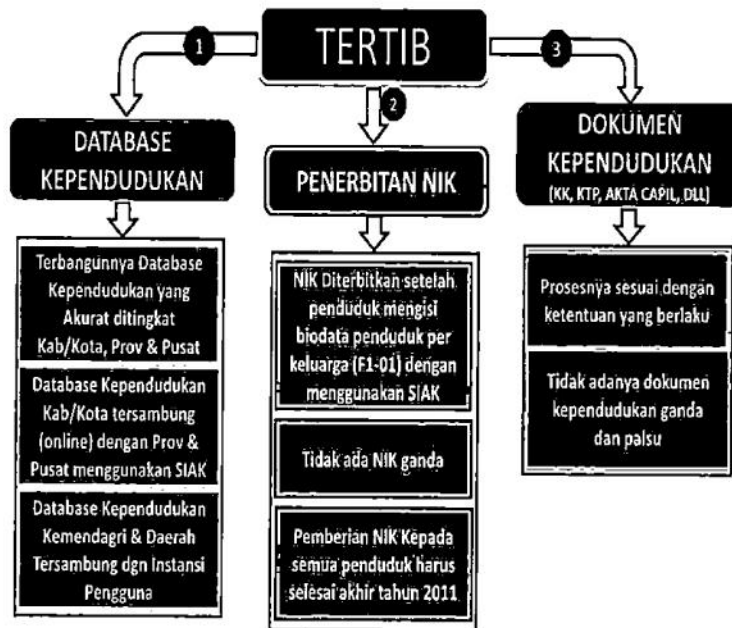 TERTIB
1
2
3
DATABASE
KEPENDUDUKAN
Terbangunnya Database
Kependudukan yang
Akurat ditingkat
Kab/Kota, Prov & Pusat
Database Kependudukan
Kab/Kota tersambung
(online) dengan Prov &
Pusat menggunakan SIAK
Database Kependudukan
Kemendagri & Daerah
Tersambung dgn Instansi
Pengguna
PENERBITAN NIK
NIK Diterbitkan setelah
penduduk mengisi
biodata penduduk per
keluarga (F1-01) dengan
menggunakan SIAK
Tidak ada NIK ganda
Pemberian NIK Kepada
semua penduduk harus
selesai akhir tahun 2011
DOKUMEN
KEPENDUDUKAN
(KK, KTP, AKTA CAPIL, DLL)
Prosesnya sesuai dengan
ketentuan yang berlaku
Tidak adanya dokumen
kependudukan ganda
dan palsu